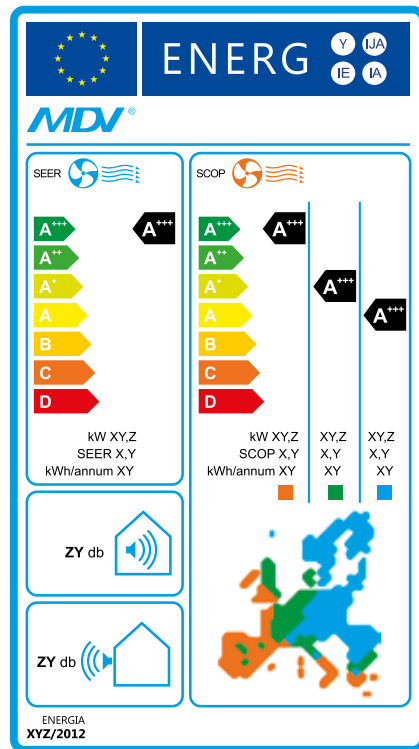 ENERG Y IJA
IE IA
MDV ®
SEER
A+++ A+++
A++
A+
A
B
C
D
kW XY,Z
SEER X,Y
kWh/annum XY
SCOP
A+++ A+++
A++
A+ A+++
A A+++
B
C
D
kW XY,Z XY,Z XY,Z
SCOP X,Y X,Y X,Y
kWh/annum XY XY XY
ZY db
ZY db
ENERGIA
XYZ/2012